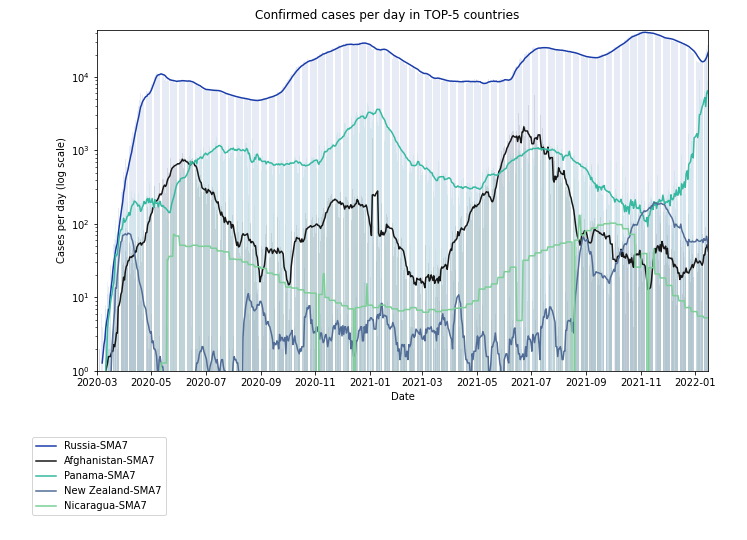 Confirmed cases per day in TOP-5 countries
Cases per day (log scale)
10⁴
10³
10²
10¹
10⁰
2020-03 2020-05 2020-07 2020-09 2020-11 2021-01 2021-03 2021-05 2021-07 2021-09 2021-11 2022-01
Date
Russia-SMA7
Afghanistan-SMA7
Panama-SMA7
New Zealand-SMA7
Nicaragua-SMA7